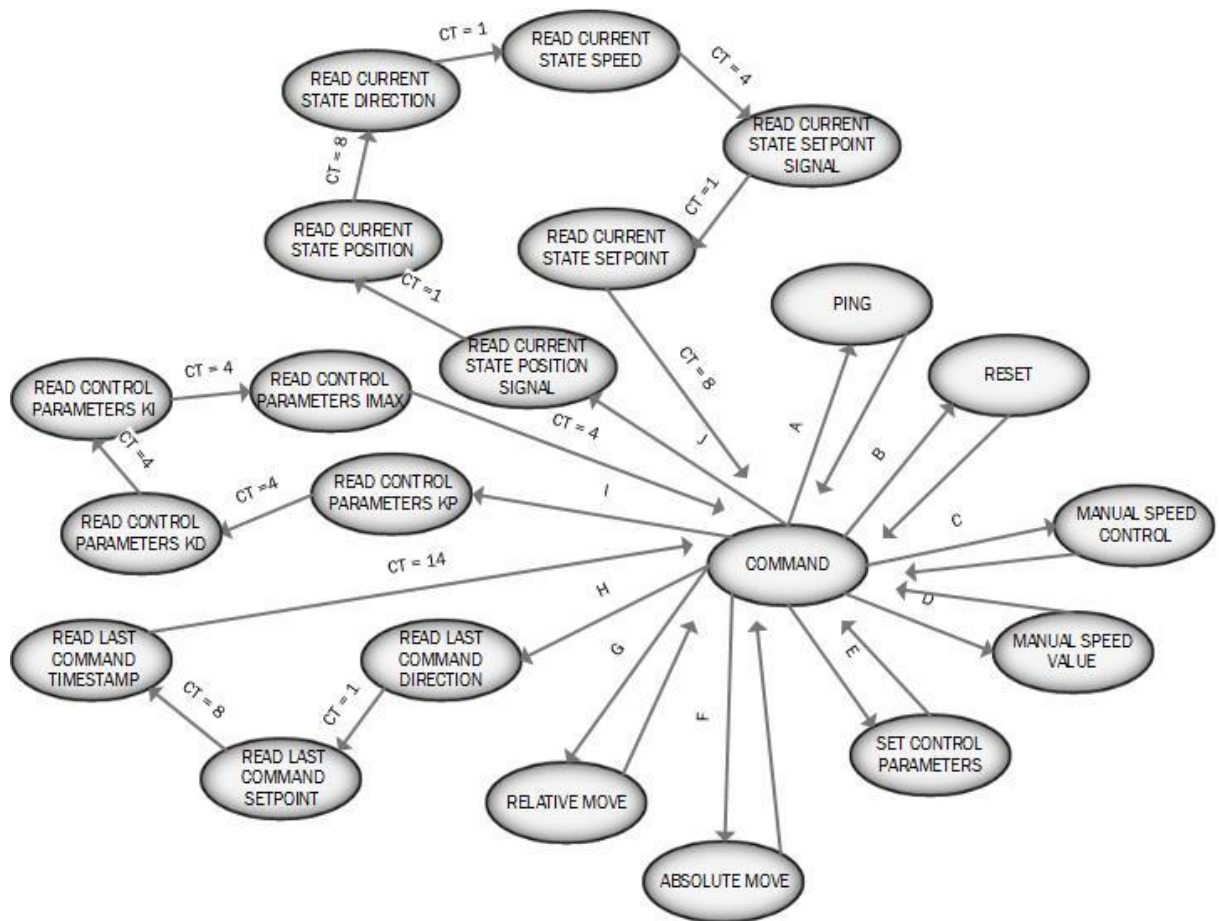 CT = 1
READ CURRENT
STATE SPEED
CT = 4
READ CURRENT
STATE DIRECTION
READ CURRENT
STATE SETPOINT
SIGNAL
CT = 8
CT =1
READ CURRENT
STATE POSITION
READ CURRENT
STATE SETPOINT
CT =1
PING
READ CURRENT
STATE POSITION
SIGNAL
CT = 8
RESET
CT = 4
READ CONTROL
PARAMETERS KI
READ CONTROL
PARAMETERS IMAX
CT = 4
J
A
B
CT =4
READ CONTROL
PARAMETERS KP
I
CT =4
READ CONTROL
PARAMETERS KD
C
MANUAL SPEED
CONTROL
CT = 14
COMMAND
H
D
READ LAST
COMMAND
TIMESTAMP
READ LAST
COMMAND
DIRECTION
G
E
MANUAL SPEED
VALUE
CT = 8
CT = 1
F
READ LAST
COMMAND
SETPOINT
SET CONTROL
PARAMETERS
RELATIVE MOVE
ABSOLUTE MOVE